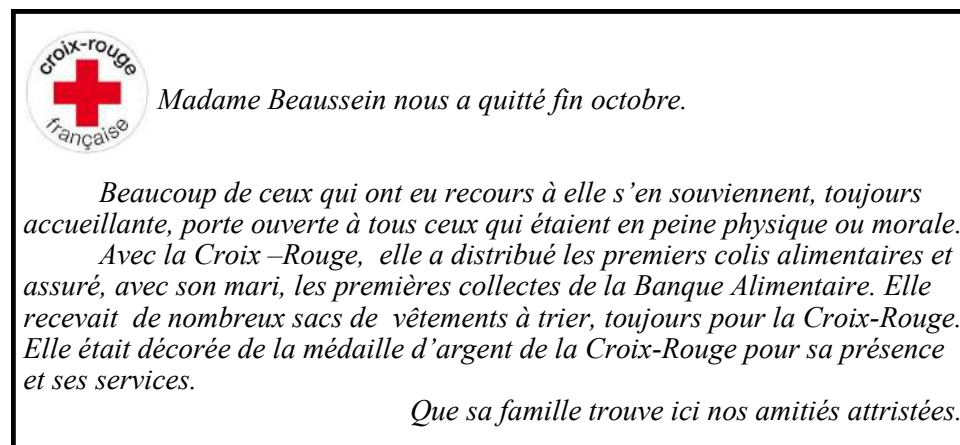 croix-rouge
française
Madame Beaussein nous a quitté fin octobre.
Beaucoup de ceux qui ont eu recours à elle s’en souviennent, toujours
accueillante, porte ouverte à tous ceux qui étaient en peine physique ou morale.
Avec la Croix –Rouge,  elle a distribué les premiers colis alimentaires et
assuré, avec son mari, les premières collectes de la Banque Alimentaire. Elle
recevait  de nombreux sacs de  vêtements à trier, toujours pour la Croix-Rouge.
Elle était décorée de la médaille d’argent de la Croix-Rouge pour sa présence
et ses services.
Que sa famille trouve ici nos amitiés attristées.